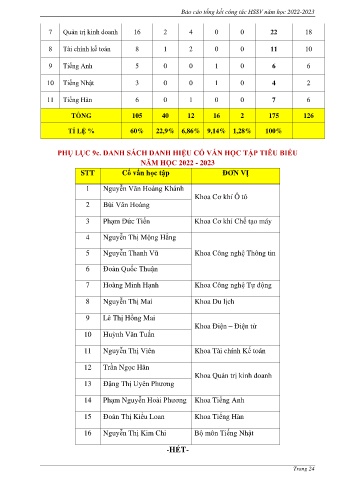 Báo cáo tổng kết công tác HSSV năm học 2022-2023
7 Quản trị kinh doanh 16 2 4 0 0 22 18
8 Tài chính kế toán 8 1 2 0 0 11 10
9 Tiếng Anh 5 0 0 1 0 6 6
10 Tiếng Nhật 3 0 0 1 0 4 2
11 Tiếng Hàn 6 0 1 0 0 7 6
TỔNG 105 40 12 16 2 175 126
TỈ LỆ % 60% 22,9% 6,86% 9,14% 1,28% 100%
PHỤ LỤC 9c. DANH SÁCH DANH HIỆU CỐ VẤN HỌC TẬP TIÊU BIỂU
NĂM HỌC 2022 - 2023
STT Cố vấn học tập ĐƠN VỊ
1 Nguyễn Văn Hoàng Khánh
Khoa Cơ khí Ô tô
2 Bùi Văn Hoàng
3 Phạm Đức Tiến Khoa Cơ khí Chế tạo máy
4 Nguyễn Thị Mộng Hằng
5 Nguyễn Thanh Vũ Khoa Công nghệ Thông tin
6 Đoàn Quốc Thuận
7 Hoàng Minh Hạnh Khoa Công nghệ Tự động
8 Nguyễn Thị Mai Khoa Du lịch
9 Lê Thị Hồng Mai
Khoa Điện – Điện tử
10 Huỳnh Văn Tuấn
11 Nguyễn Thị Viên Khoa Tài chính Kế toán
12 Trần Ngọc Hân
Khoa Quản trị kinh doanh
13 Đặng Thị Uyên Phương
14 Phạm Nguyễn Hoài Phương Khoa Tiếng Anh
15 Đoàn Thị Kiều Loan Khoa Tiếng Hàn
16 Nguyễn Thị Kim Chi Bộ môn Tiếng Nhật
-HẾT-
Trang 24